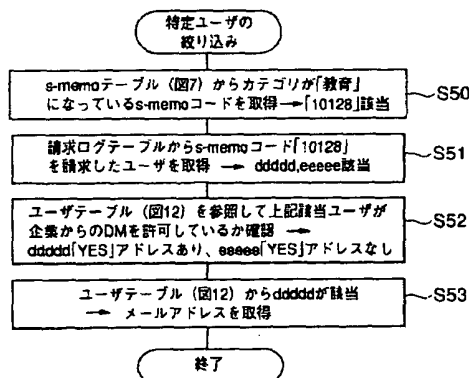 特定ユーザの
絞り込み
s-memoテーブル（図7）からカテゴリが「教育」
になっているs-memoコードを取得→「10128」該当
S50
請求ログテーブルからs-memoコード「10128」
を請求したユーザを取得 → ddddd,eeeee該当
S51
ユーザテーブル（図12）を参照して上記該当ユーザが
企業からのDMを許可しているか確認 →
ddddd「YES」アドレスあり、eeeee「YES」アドレスなし
S52
ユーザテーブル（図12）からdddddが該当
→ メールアドレスを取得
S53
終了